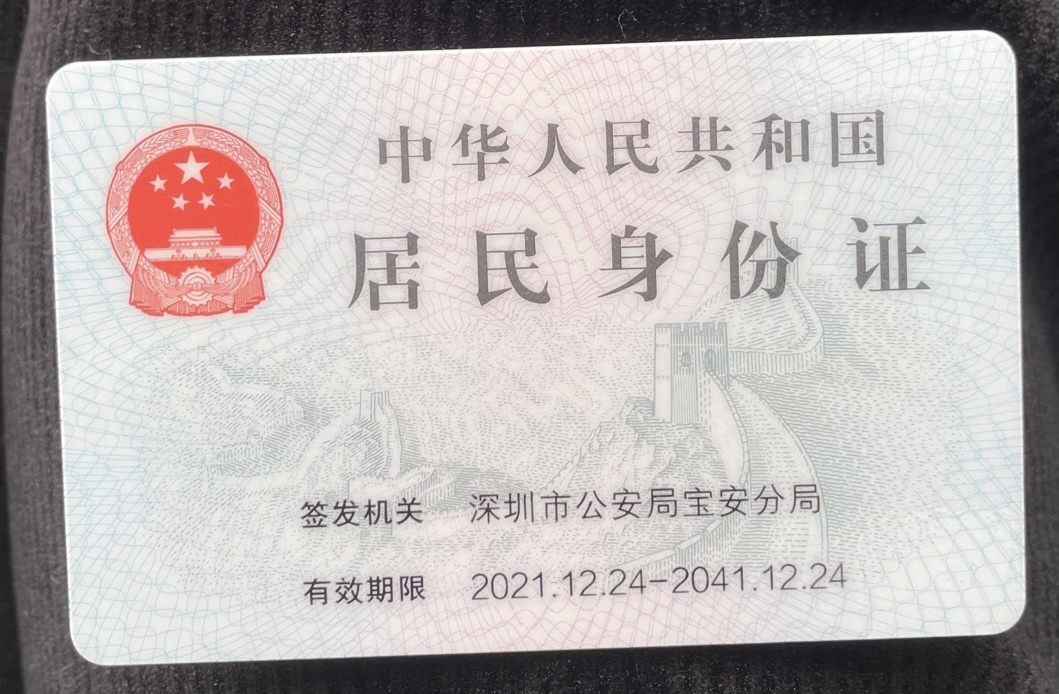 中华人民共和国
居民身份证
签发机关 深圳市公安局宝安分局
有效期限 2021.12.24-2041.12.24